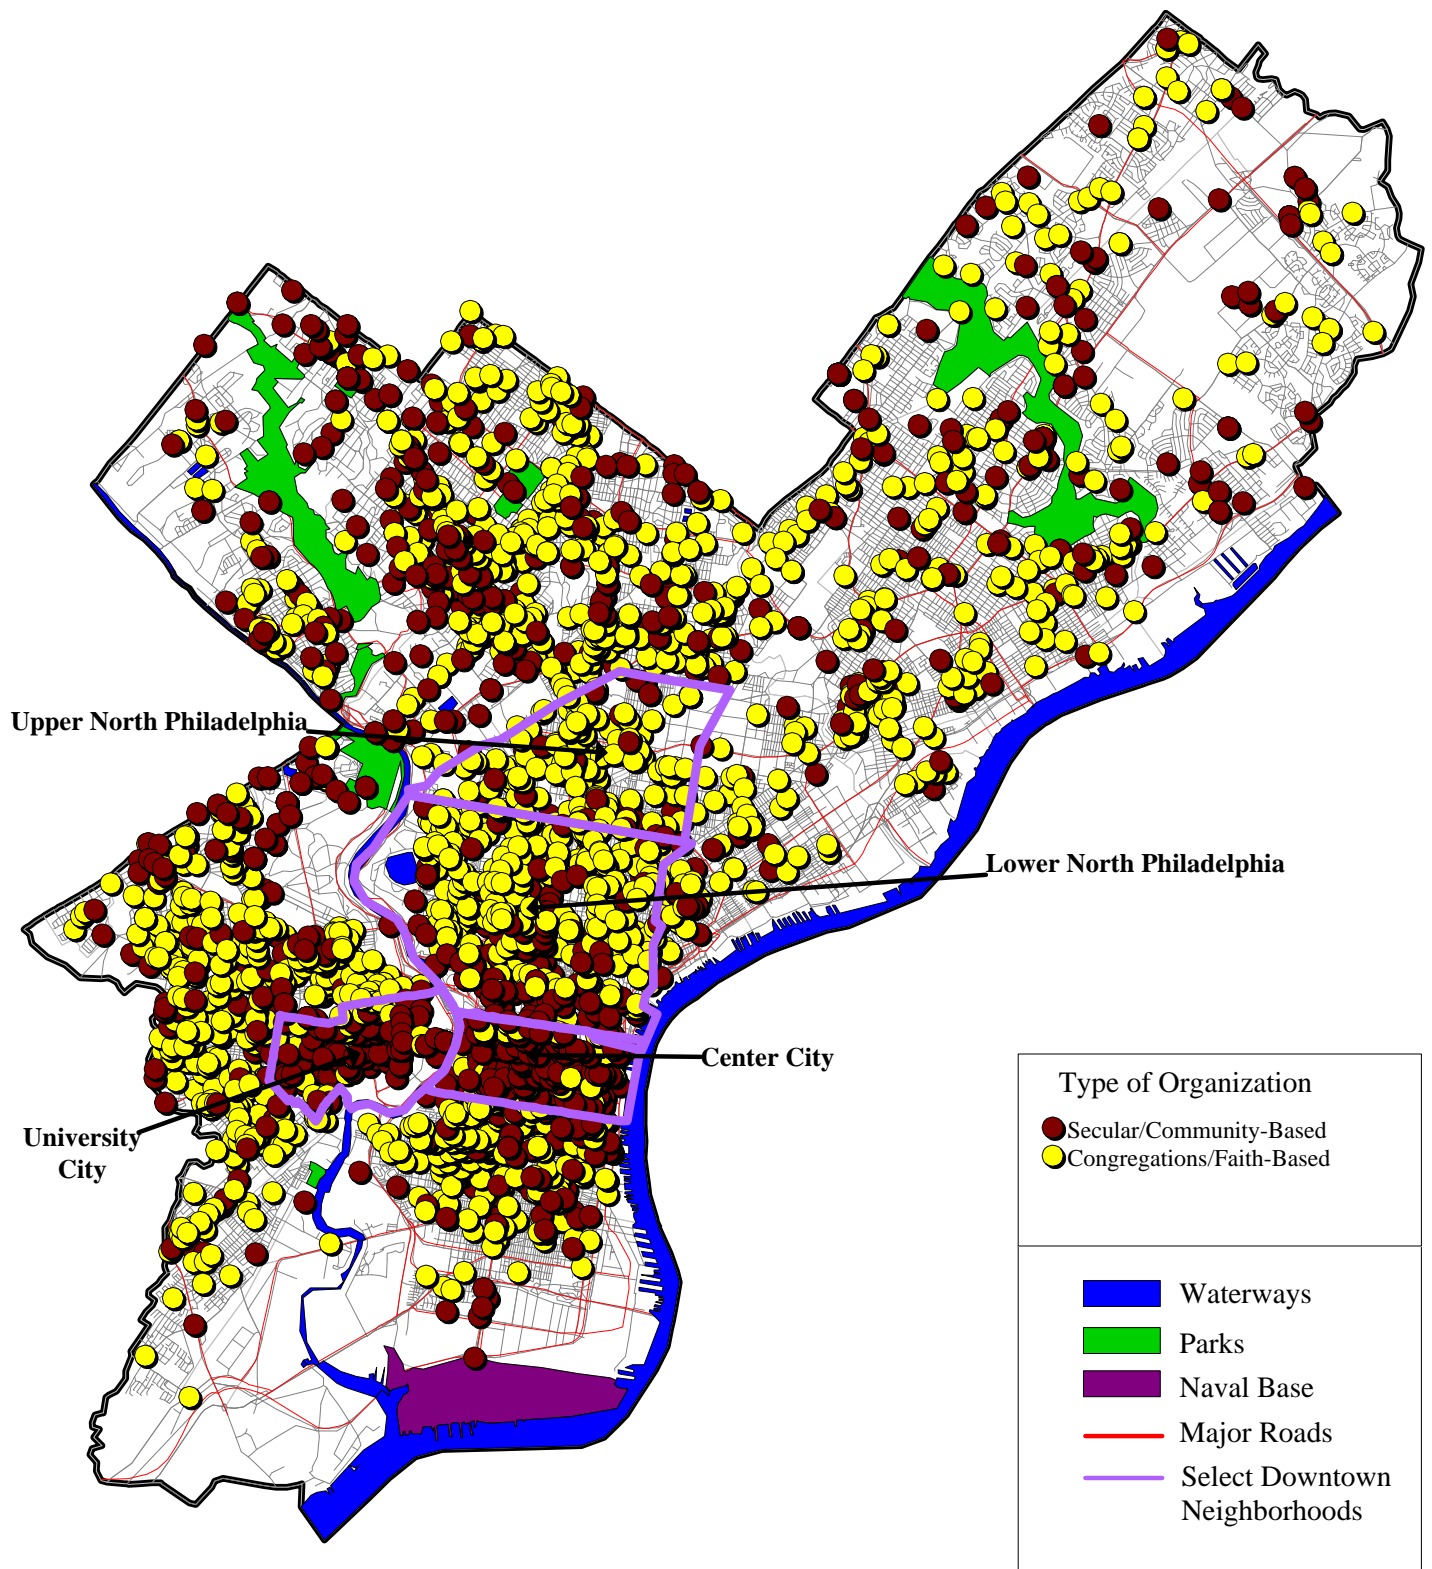 Upper North Philadelphia
Lower North Philadelphia
Center City
University
City
Type of Organization
Secular/Community-Based
Congregations/Faith-Based
Waterways
Parks
Naval Base
Major Roads
Select Downtown
Neighborhoods